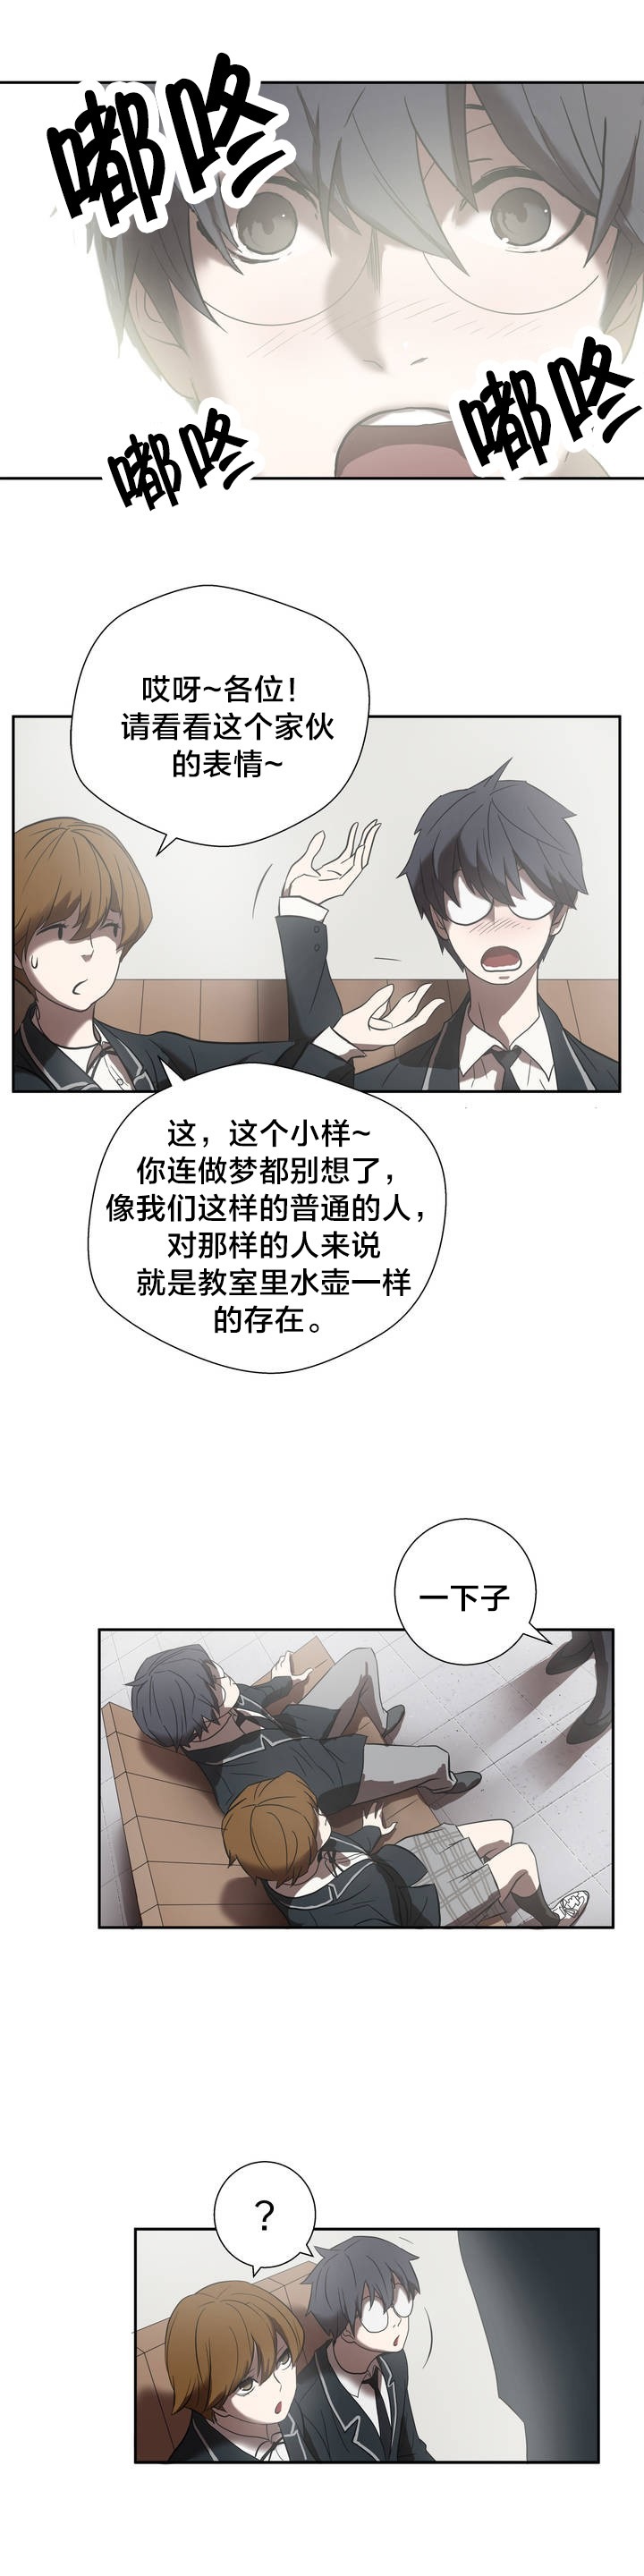 嘟咚
嘟咚
嘟咚
哎呀~各位!
请看看这个家伙
的表情~
这，这个小样~
你连做梦都别想了，
像我们这样的普通的人，
对那样的人来说
就是教室里水壶一样
的存在。
一下子
?